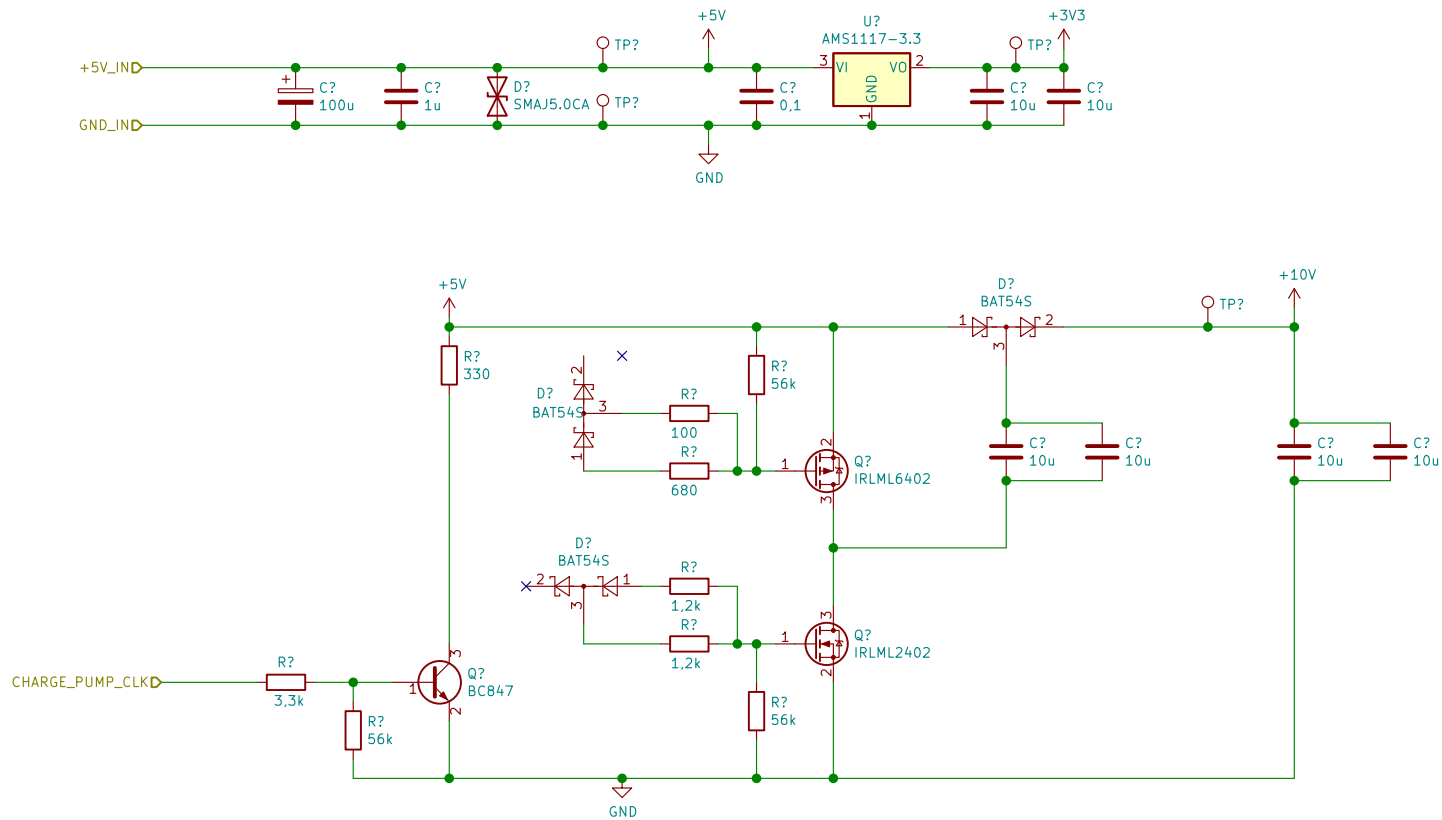 +5V
U?
+3V3
AMS1117-3.3
TP?
TP?
+5V_IN
3
VI
VO
2
+
C?
100u
C?
1u
D?
SMAJ5.0CA
TP?
C?
0,1
GND
1
C?
10u
C?
10u
GND_IN
GND
+5V
D?
BAT54S
+10V
TP?
1
2
3
R?
330
2
D?
BAT54S
3
1
R?
100
R?
680
R?
56k
2
1
3
Q?
IRLML6402
C?
10u
C?
10u
C?
10u
C?
10u
D?
BAT54S
2
1
3
R?
1,2k
R?
1,2k
3
1
2
Q?
IRLML2402
R?
56k
CHARGE_PUMP_CLK
R?
3,3k
R?
56k
3
1
2
Q?
BC847
GND